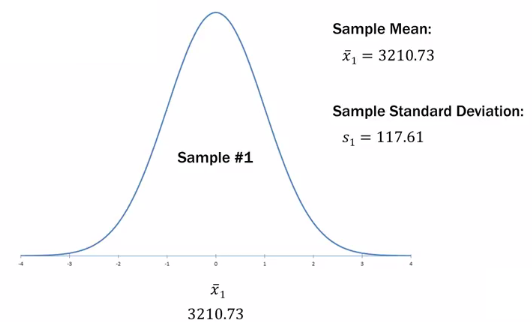 Sample Mean:
x̄₁ = 3210.73
Sample Standard Deviation:
s₁ = 117.61
Sample #1
-4 -3 -2 -1 0 1 2 3 4
x̄₁
3210.73